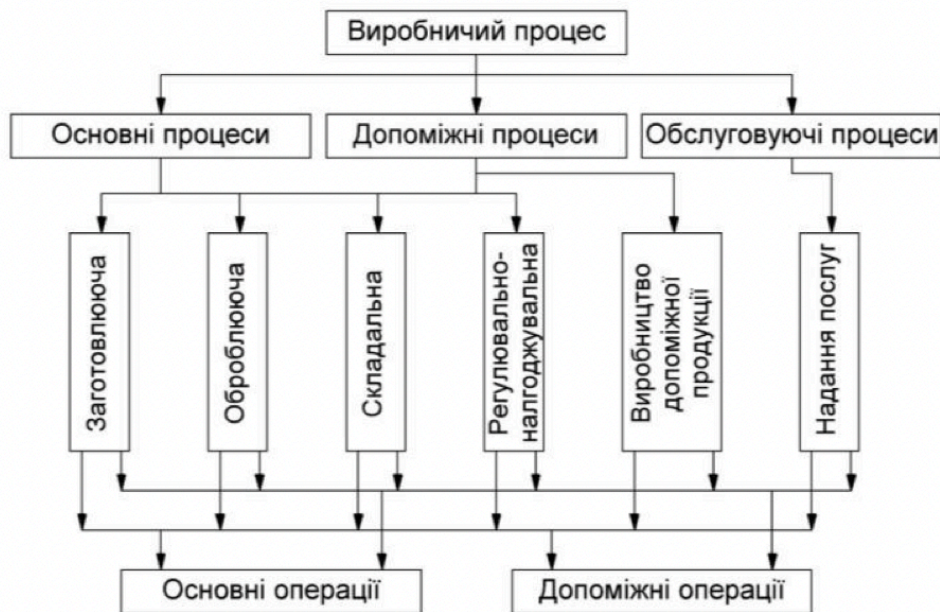 Виробничий процес
Основні процеси
Допоміжні процеси
Обслуговуючі процеси
Заготовлююча
Оброблююча
Складальна
Регулювально-
налгоджувальна
Виробництво
допоміжної
продукції
Надання послуг
Основні операції
Допоміжні операції